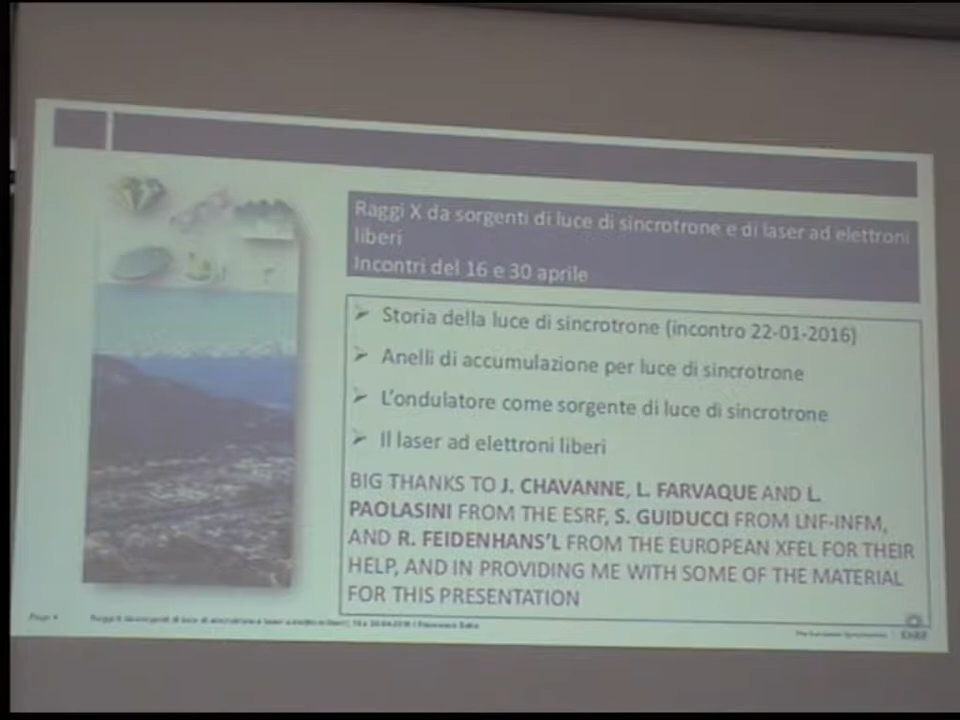 Raggi X da sorgenti di luce di sincrotrone e di laser ad elettroni
liberi
Incontri del 16 e 30 aprile
➢ Storia della luce di sincrotrone (incontro 22-01-2016)
➢ Anelli di accumulazione per luce di sincrotrone
➢ L'ondulatore come sorgente di luce di sincrotrone
➢ Il laser ad elettroni liberi
BIG THANKS TO J. CHAVANNE, L. FARVAQUE AND L.
PAOLASINI FROM THE ESRF, S. GUIDUCCI FROM LNF-INFM,
AND R. FEIDENHANS'L FROM THE EUROPEAN XFEL FOR THEIR
HELP, AND IN PROVIDING ME WITH SOME OF THE MATERIAL
FOR THIS PRESENTATION
The European Synchrotron
ESRF